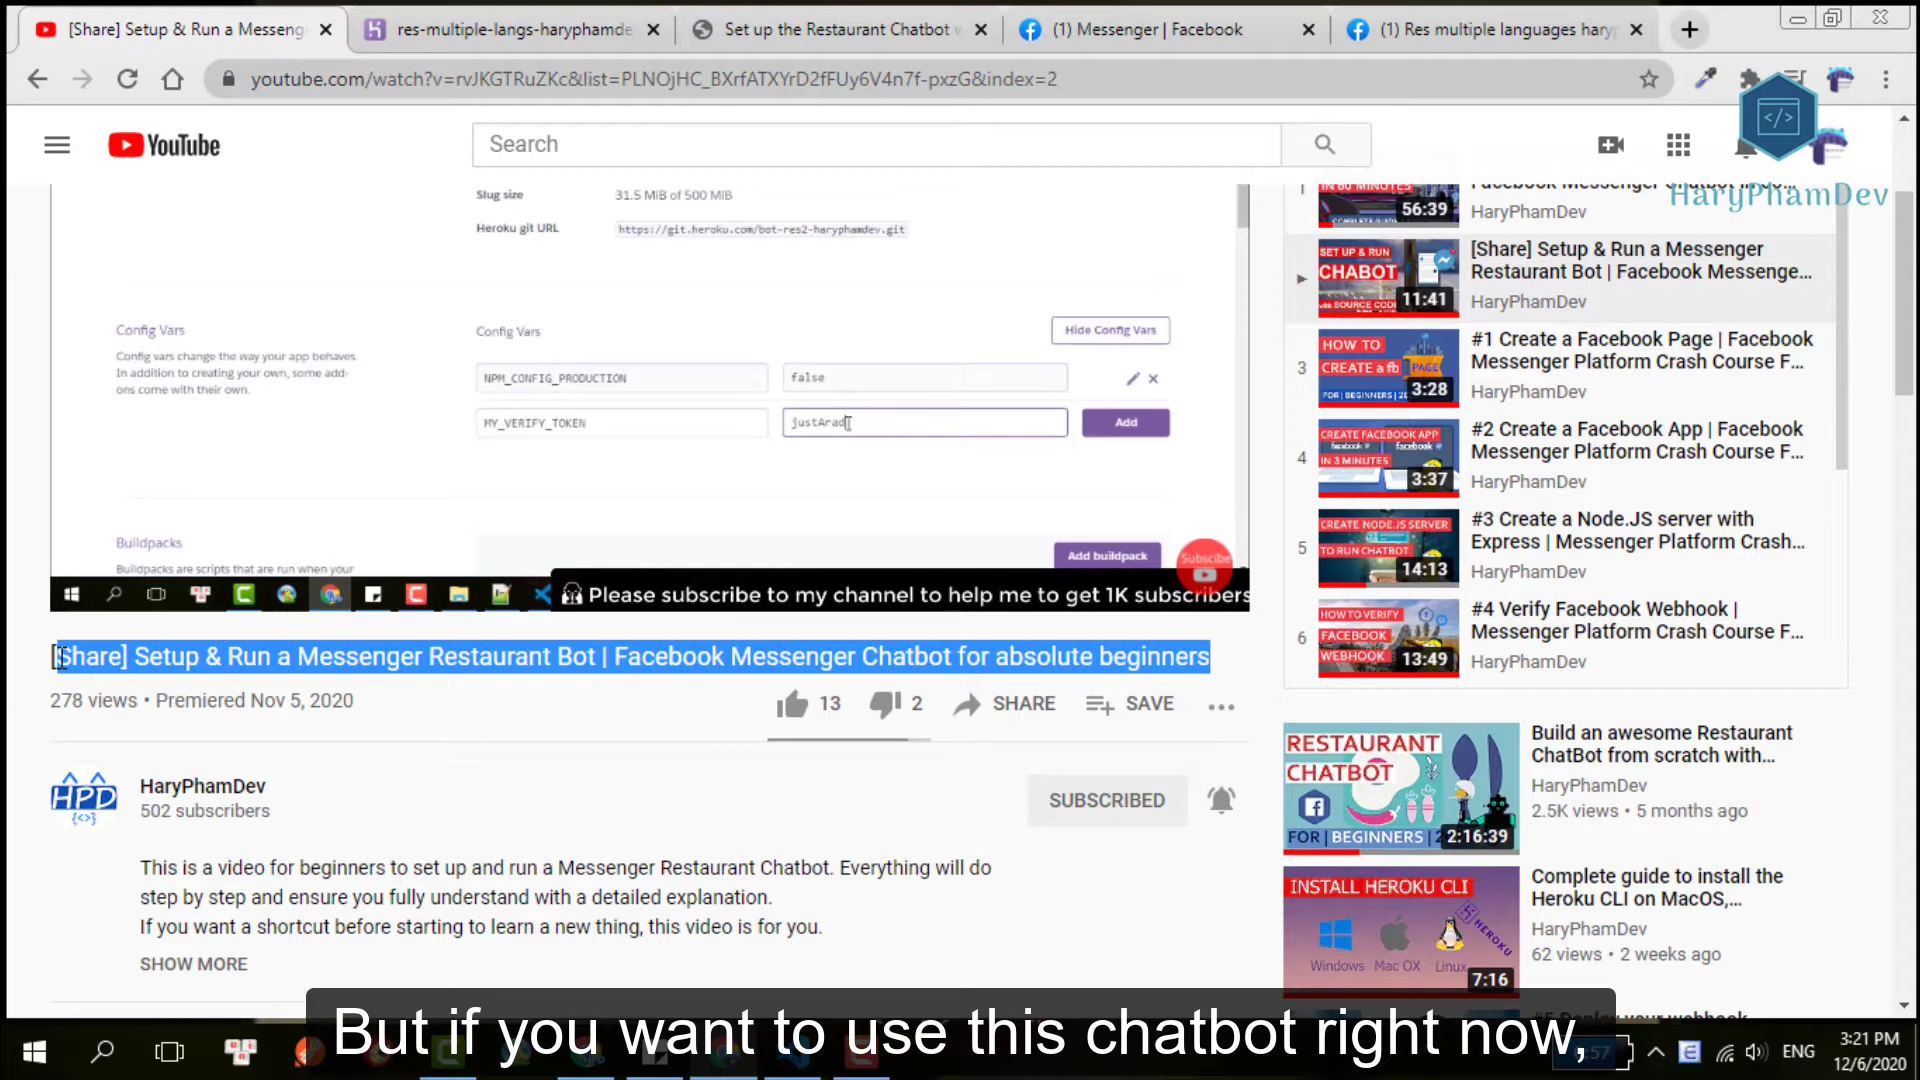 [Share] Setup & Run a Messeng
res-multiple-langs-haryphamde
Set up the Restaurant Chatbot
(1) Messenger | Facebook
(1) Res multiple languages hary
youtube.com/watch?v=rvJKGTRuZKc&list=PLNOjHC_BXrfATXYrD2fFUy6V4n7f-pxzG&index=2
YouTube
Search
HaryPhamDev
Slug size
31.5 MiB of 500 MiB
Heroku git URL
https://git.heroku.com/bot-res2-haryphamdev.git
Config Vars
Config vars change the way your app behaves.
In addition to creating your own, some add-
ons come with their own.
Config Vars
Hide Config Vars
NPM_CONFIG_PRODUCTION
false
MY_VERIFY_TOKEN
justArad
Add
Buildpacks
Buildpacks are scripts that are run when your
Add buildpack
Subscibe
Please subscribe to my channel to help me to get 1K subscribers
[Share] Setup & Run a Messenger Restaurant Bot | Facebook Messenger Chatbot for absolute beginners
278 views • Premiered Nov 5, 2020
13
2
SHARE
SAVE
HPD
HaryPhamDev
502 subscribers
SUBSCRIBED
This is a video for beginners to set up and run a Messenger Restaurant Chatbot. Everything will do
step by step and ensure you fully understand with a detailed explanation.
If you want a shortcut before starting to learn a new thing, this video is for you.
SHOW MORE
1
IN 60 MINUTES
56:39
HaryPhamDev
SET UP & RUN
CHABOT
via SOURCE CODE
11:41
[Share] Setup & Run a Messenger
Restaurant Bot | Facebook Messenge...
HaryPhamDev
3
HOW TO
CREATE a fb PAGE
FOR | BEGINNERS | 202
3:28
#1 Create a Facebook Page | Facebook
Messenger Platform Crash Course F...
HaryPhamDev
4
CREATE FACEBOOK APP
facebook
facebook
IN 3 MINUTES
3:37
#2 Create a Facebook App | Facebook
Messenger Platform Crash Course F...
HaryPhamDev
5
CREATE NODE.JS SERVER
TO RUN CHATBOT
14:13
#3 Create a Node.JS server with
Express | Messenger Platform Crash...
HaryPhamDev
6
HOW TO VERIFY
FACEBOOK
WEBHOOK
13:49
#4 Verify Facebook Webhook |
Messenger Platform Crash Course F...
HaryPhamDev
RESTAURANT
CHATBOT
FOR | BEGINNERS | 2
2:16:39
Build an awesome Restaurant
ChatBot from scratch with...
HaryPhamDev
2.5K views • 5 months ago
INSTALL HEROKU CLI
HEROKU
Windows
Mac OX
Linux
7:16
Complete guide to install the
Heroku CLI on MacOS,...
HaryPhamDev
62 views • 2 weeks ago
But if you want to use this chatbot right now,
ENG
3:21 PM
12/6/2020